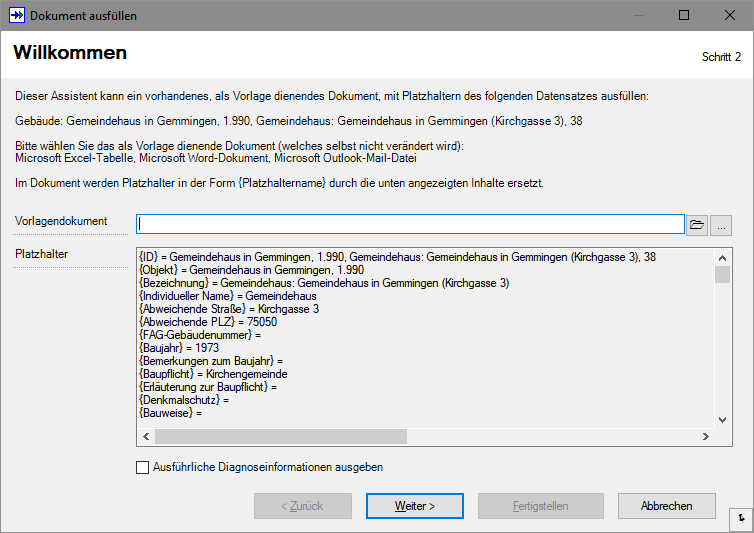 Dokument ausfüllen
Willkommen
Schritt 2
Dieser Assistent kann ein vorhandenes, als Vorlage dienendes Dokument, mit Platzhaltern des folgenden Datensatzes ausfüllen:
Gebäude: Gemeindehaus in Gemmingen, 1.990, Gemeindehaus: Gemeindehaus in Gemmingen (Kirchgasse 3), 38
Bitte wählen Sie das als Vorlage dienende Dokument (welches selbst nicht verändert wird):
Microsoft Excel-Tabelle, Microsoft Word-Dokument, Microsoft Outlook-Mail-Datei
Im Dokument werden Platzhalter in der Form {Platzhaltername} durch die unten angezeigten Inhalte ersetzt.
Vorlagendokument
...
Platzhalter
{ID} = Gemeindehaus in Gemmingen, 1.990, Gemeindehaus: Gemeindehaus in Gemmingen (Kirchgasse 3), 38
{Objekt} = Gemeindehaus in Gemmingen, 1.990
{Bezeichnung} = Gemeindehaus: Gemeindehaus in Gemmingen (Kirchgasse 3)
{Individueller Name} = Gemeindehaus
{Abweichende Straße} = Kirchgasse 3
{Abweichende PLZ} = 75050
{FAG-Gebäudenummer} =
{Baujahr} = 1973
{Bemerkungen zum Baujahr} =
{Baupflicht} = Kirchengemeinde
{Erläuterung zur Baupflicht} =
{Denkmalschutz} =
{Bauweise} =
Ausführliche Diagnoseinformationen ausgeben
< Zurück
Weiter >
Fertigstellen
Abbrechen